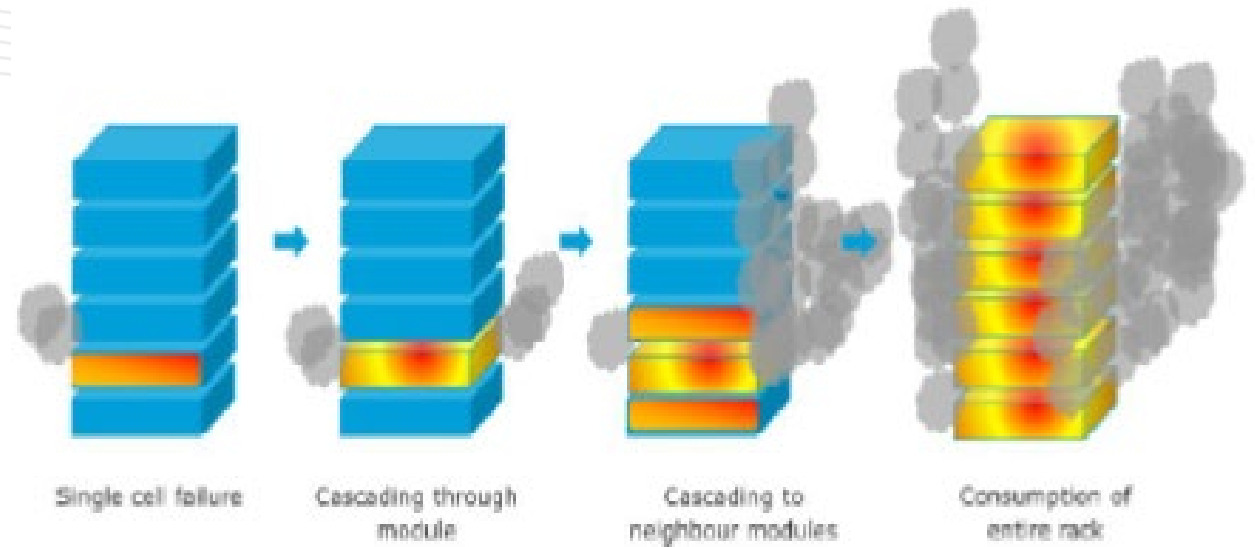 Single cell failure
Cascading through
module
Cascading to
neighbour modules
Consumption of
entire rack